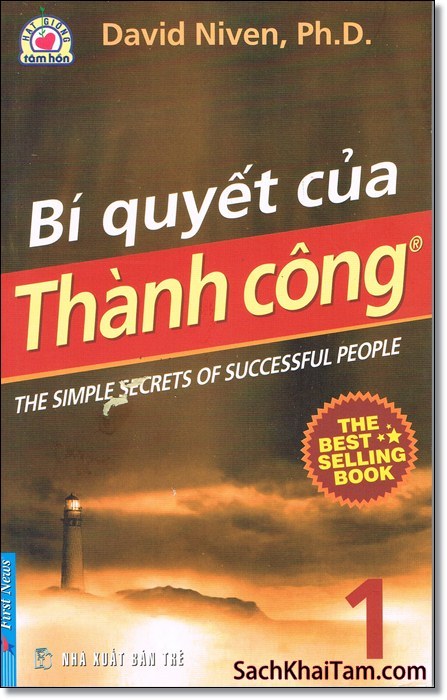 HẠT GIỐNG
tâm hồn
David Niven, Ph.D.
Bí quyết của
Thành công®
THE SIMPLE SECRETS OF SUCCESSFUL PEOPLE
THE
BEST
SELLING
BOOK
First News
1
NHÀ XUẤT BẢN TRẺ
SachKhaiTam.com